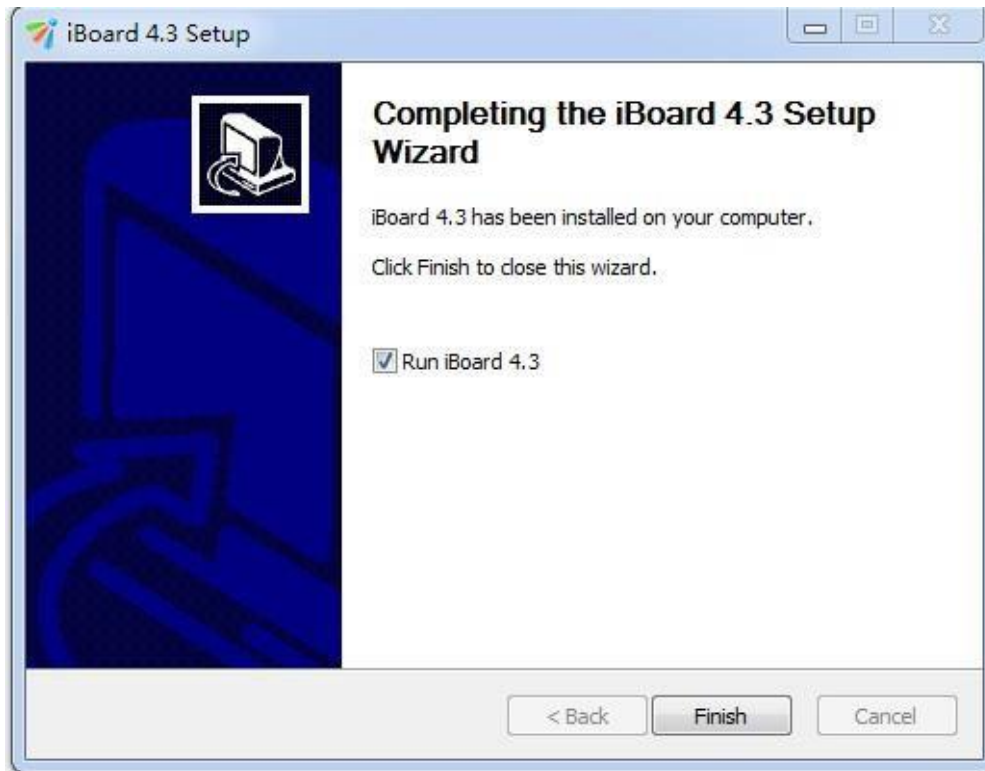 iBoard 4.3 Setup
Completing the iBoard 4.3 Setup
Wizard
iBoard 4.3 has been installed on your computer.
Click Finish to close this wizard.
Run iBoard 4.3
< Back
Finish
Cancel